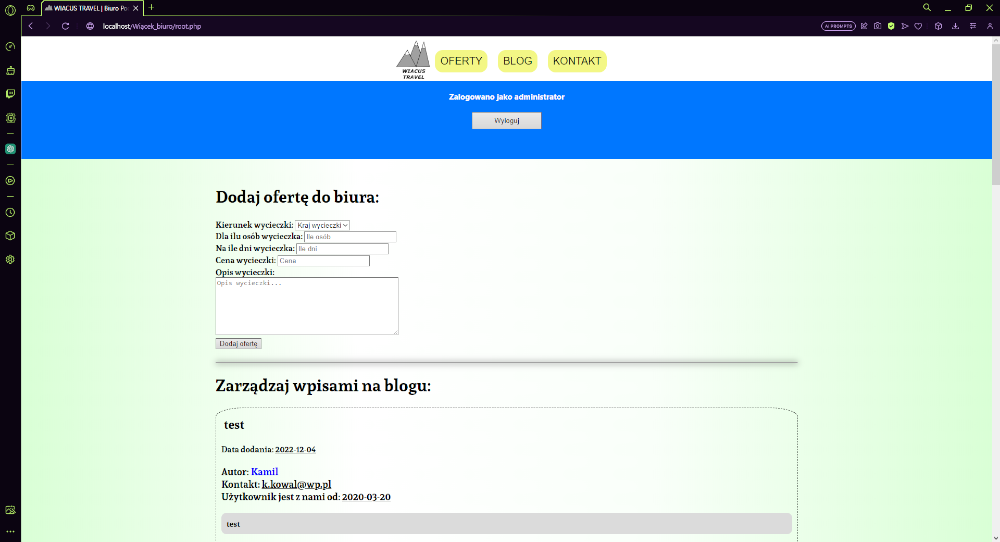 WIACUS TRAVEL | Biuro Po
localhost/Wiącek_biuro/root.php
AI PROMPTS
WIACUS
TRAVEL
OFERTY
BLOG
KONTAKT
Zalogowano jako administrator
Wyloguj
Dodaj ofertę do biura:
Kierunek wycieczki: Kraj wycieczki
Dla ilu osób wycieczka: Ile osób
Na ile dni wycieczka: Ile dni
Cena wycieczki: Cena
Opis wycieczki:
Opis wycieczki...
Dodaj ofertę
Zarządzaj wpisami na blogu:
test
Data dodania: 2022-12-04
Autor: Kamil
Kontakt: k.kowal@wp.pl
Użytkownik jest z nami od: 2020-03-20
test